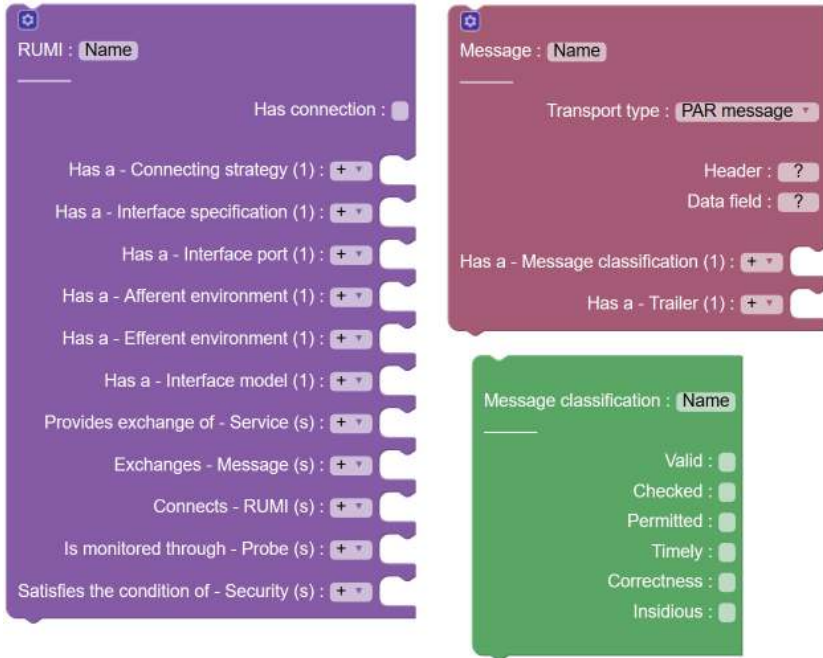 RUMI : Name
Has connection :
Has a - Connecting strategy (1) : +
Has a - Interface specification (1) : +
Has a - Interface port (1) : +
Has a - Afferent environment (1) : +
Has a - Efferent environment (1) : +
Has a - Interface model (1) : +
Provides exchange of - Service (s) : +
Exchanges - Message (s) : +
Connects - RUMI (s) : +
Is monitored through - Probe (s) : +
Satisfies the condition of - Security (s) : +
Message : Name
Transport type : PAR message
Header : ?
Data field : ?
Has a - Message classification (1) : +
Has a - Trailer (1) : +
Message classification : Name
Valid :
Checked :
Permitted :
Timely :
Correctness :
Insidious :